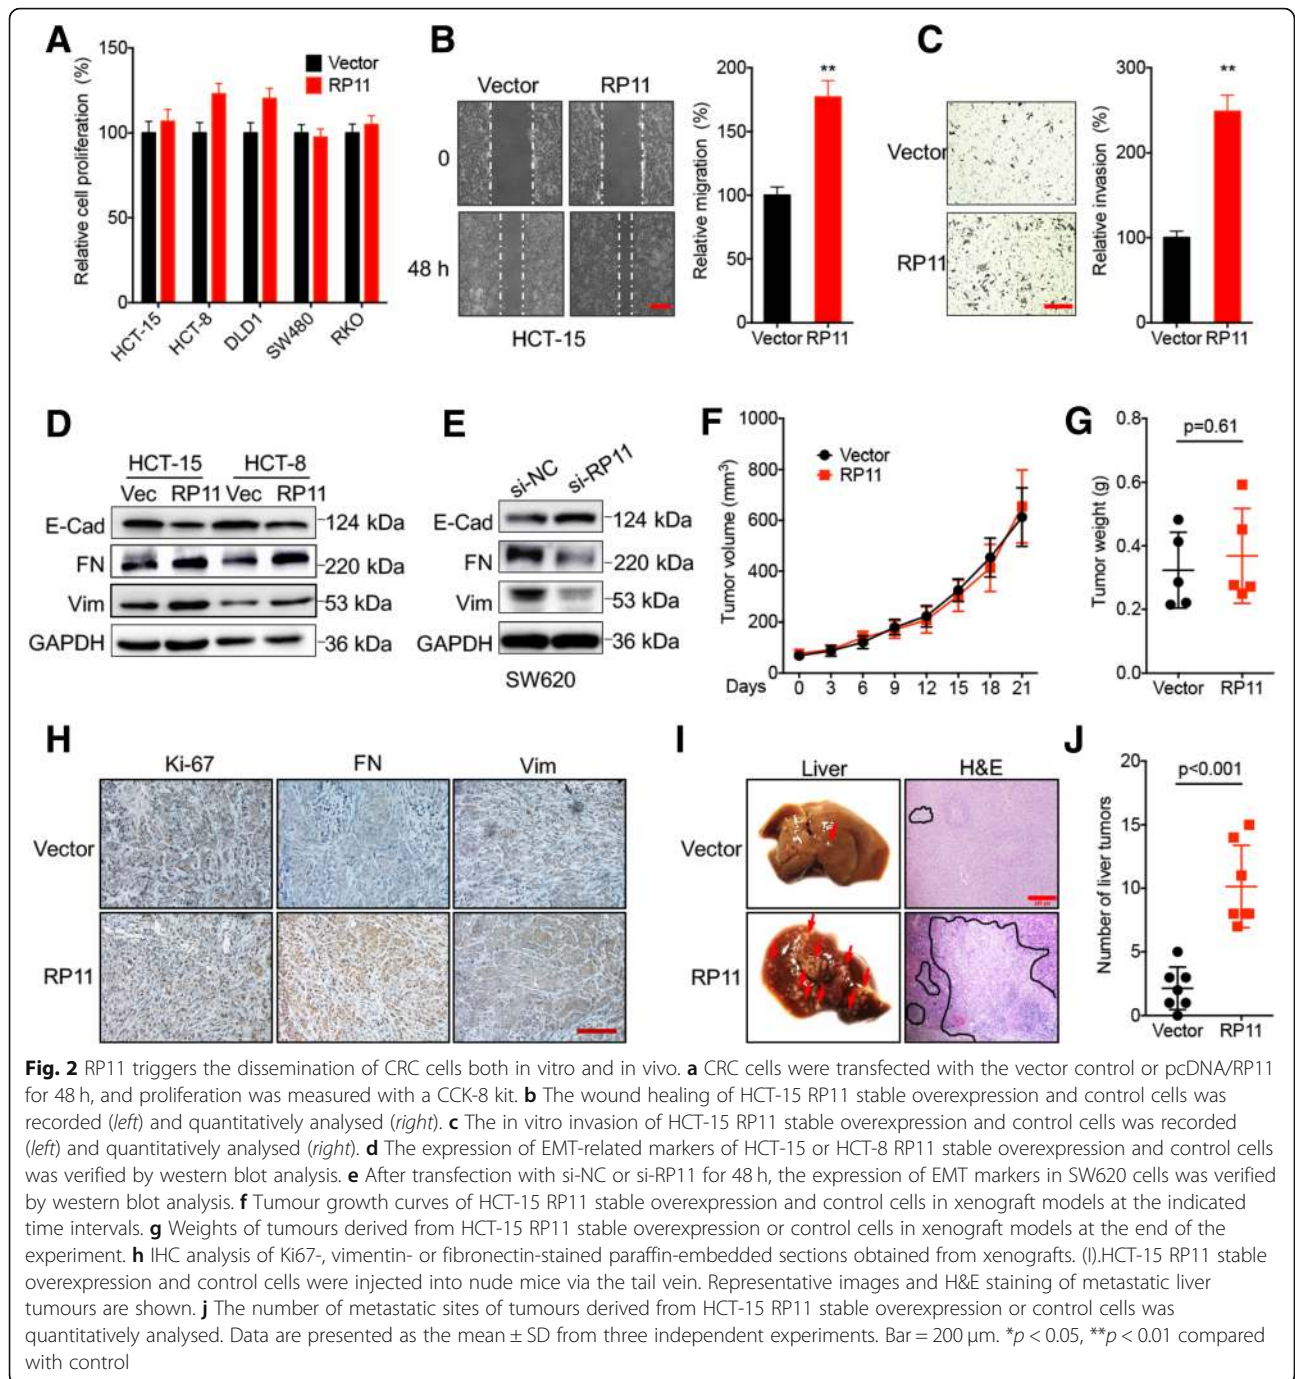 A
Relative cell proliferation (%)
150
100
50
0
Vector
RP11
HCT-15
HCT-8
DLD1
SW480
RKO
B
Vector
RP11
0
48 h
HCT-15
Relative migration (%)
200
150
100
50
0
**
Vector RP11
C
Vector
RP11
Relative invasion (%)
300
200
100
0
**
Vector RP11
D
HCT-15
HCT-8
Vec RP11 Vec RP11
E-Cad
124 kDa
FN
220 kDa
Vim
53 kDa
GAPDH
36 kDa
E
si-NC
si-RP11
E-Cad
124 kDa
FN
220 kDa
Vim
53 kDa
GAPDH
36 kDa
SW620
F
Tumor volume (mm³)
1000
800
600
400
200
0
Vector
RP11
Days 0 3 6 9 12 15 18 21
G
Tumor weight (g)
0.8
0.6
0.4
0.2
0.0
p=0.61
Vector RP11
H
Ki-67
FN
Vim
Vector
RP11
I
Liver
H&E
Vector
RP11
J
Number of liver tumors
20
15
10
5
0
p<0.001
Vector RP11
Fig. 2 RP11 triggers the dissemination of CRC cells both in vitro and in vivo. a CRC cells were transfected with the vector control or pcDNA/RP11
for 48 h, and proliferation was measured with a CCK-8 kit. b The wound healing of HCT-15 RP11 stable overexpression and control cells was
recorded (left) and quantitatively analysed (right). c The in vitro invasion of HCT-15 RP11 stable overexpression and control cells was recorded
(left) and quantitatively analysed (right). d The expression of EMT-related markers of HCT-15 or HCT-8 RP11 stable overexpression and control cells
was verified by western blot analysis. e After transfection with si-NC or si-RP11 for 48 h, the expression of EMT markers in SW620 cells was verified
by western blot analysis. f Tumour growth curves of HCT-15 RP11 stable overexpression and control cells in xenograft models at the indicated
time intervals. g Weights of tumours derived from HCT-15 RP11 stable overexpression or control cells in xenograft models at the end of the
experiment. h IHC analysis of Ki67-, vimentin- or fibronectin-stained paraffin-embedded sections obtained from xenografts. (I).HCT-15 RP11 stable
overexpression and control cells were injected into nude mice via the tail vein. Representative images and H&E staining of metastatic liver
tumours are shown. j The number of metastatic sites of tumours derived from HCT-15 RP11 stable overexpression or control cells was
quantitatively analysed. Data are presented as the mean ± SD from three independent experiments. Bar = 200 μm. *p < 0.05, **p < 0.01 compared
with control